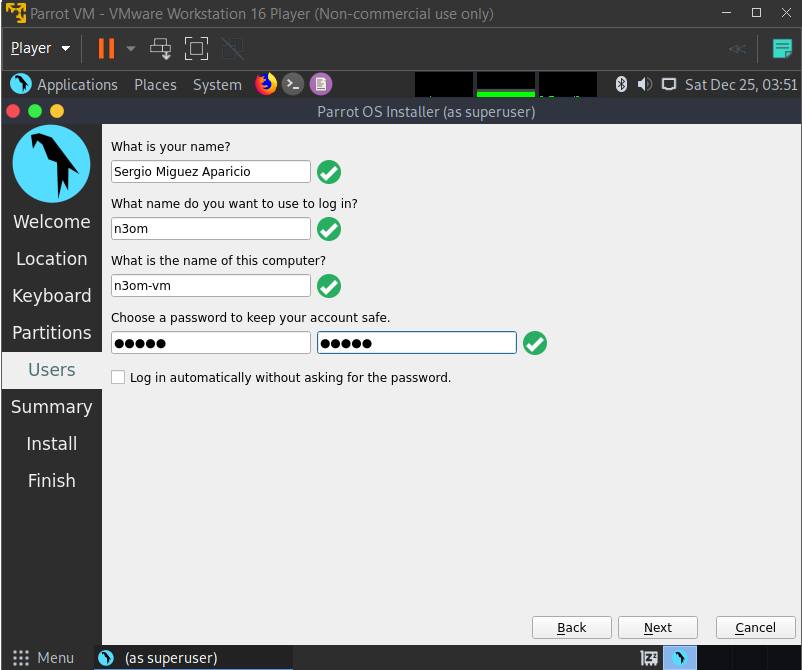 Parrot VM - VMware Workstation 16 Player (Non-commercial use only)
Player
Applications Places System Sat Dec 25, 03:51
Parrot OS Installer (as superuser)
Welcome
Location
Keyboard
Partitions
Users
Summary
Install
Finish
What is your name?
Sergio Miguez Aparicio
What name do you want to use to log in?
n3om
What is the name of this computer?
n3om-vm
Choose a password to keep your account safe.
●●●●● ●●●●●
Log in automatically without asking for the password.
Back Next Cancel
Menu (as superuser)